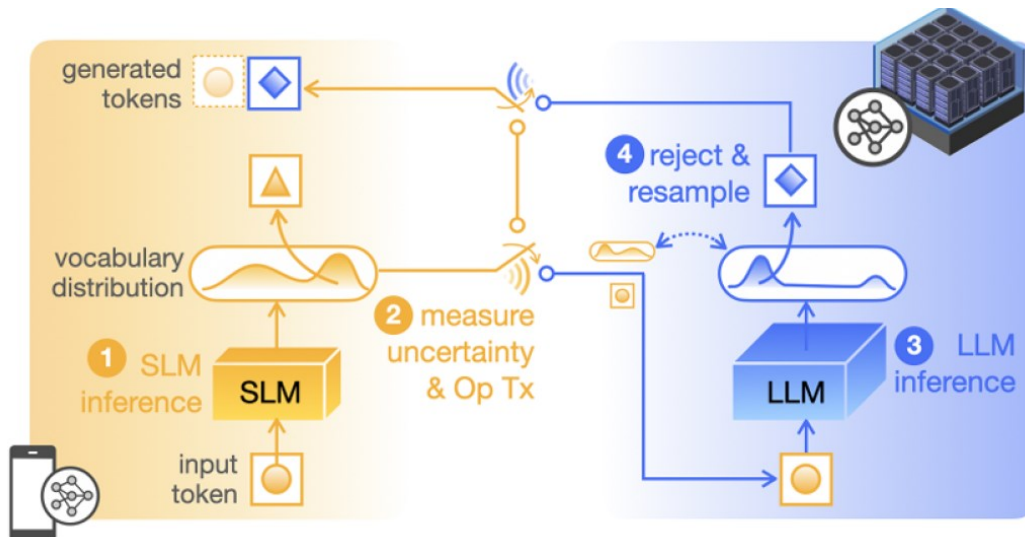 generated
tokens
4 reject &
resample
vocabulary
distribution
2 measure
uncertainty
& Op Tx
1 SLM
inference
SLM
3 LLM
inference
LLM
input
token